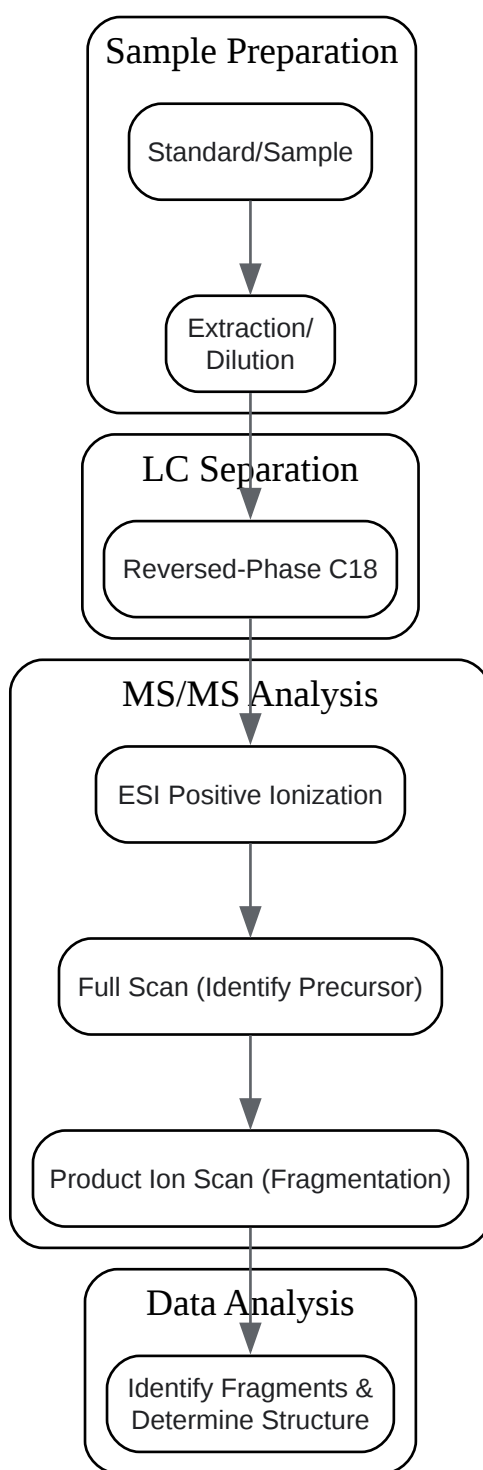 Sample Preparation
Standard/Sample
Extraction/
Dilution
LC Separation
Reversed-Phase C18
MS/MS Analysis
ESI Positive Ionization
Full Scan (Identify Precursor)
Product Ion Scan (Fragmentation)
Data Analysis
Identify Fragments &
Determine Structure